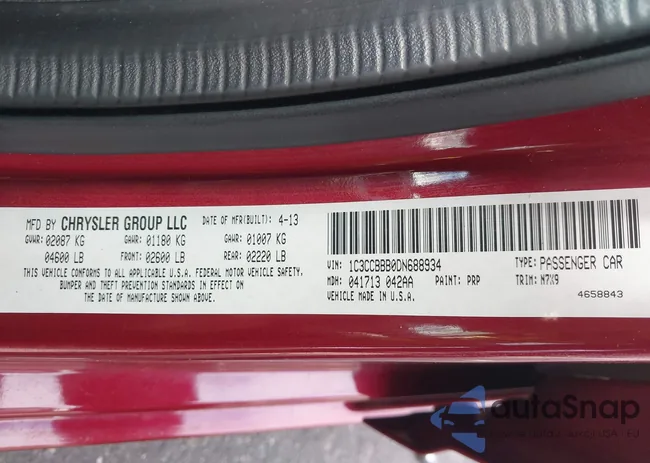 MFD BY CHRYSLER GROUP LLC DATE OF MFR(BUILT): 4-13
GVWR: 02087 KG GAWR: 01180 KG GAWR: 01007 KG
04600 LB FRONT: 02600 LB REAR: 02220 LB
THIS VEHICLE CONFORMS TO ALL APPLICABLE U.S.A. FEDERAL MOTOR VEHICLE SAFETY,
BUMPER AND THEFT PREVENTION STANDARDS IN EFFECT ON
THE DATE OF MANUFACTURE SHOWN ABOVE.
VIN: 1C3CCBBB0DN688934 TYPE: PASSENGER CAR
MDH: 041713 042AA PAINT: PRP TRIM: N7X9
VEHICLE MADE IN U.S.A. 4658843
autoSnap